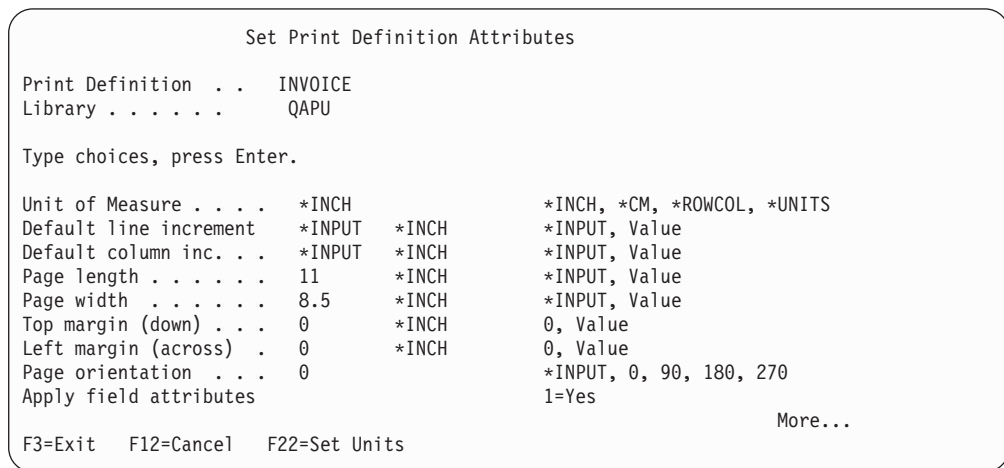 Set Print Definition Attributes
Print Definition . . INVOICE
Library . . . . . . QAPU
Type choices, press Enter.
Unit of Measure . . . . *INCH *INCH, *CM, *ROWCOL, *UNITS
Default line increment *INPUT *INCH *INPUT, Value
Default column inc. . . *INPUT *INCH *INPUT, Value
Page length . . . . . . 11 *INCH *INPUT, Value
Page width . . . . . . 8.5 *INCH *INPUT, Value
Top margin (down) . . . 0 *INCH 0, Value
Left margin (across) . 0 *INCH 0, Value
Page orientation . . . 0 *INPUT, 0, 90, 180, 270
Apply field attributes 1=Yes
More...
F3=Exit F12=Cancel F22=Set Units